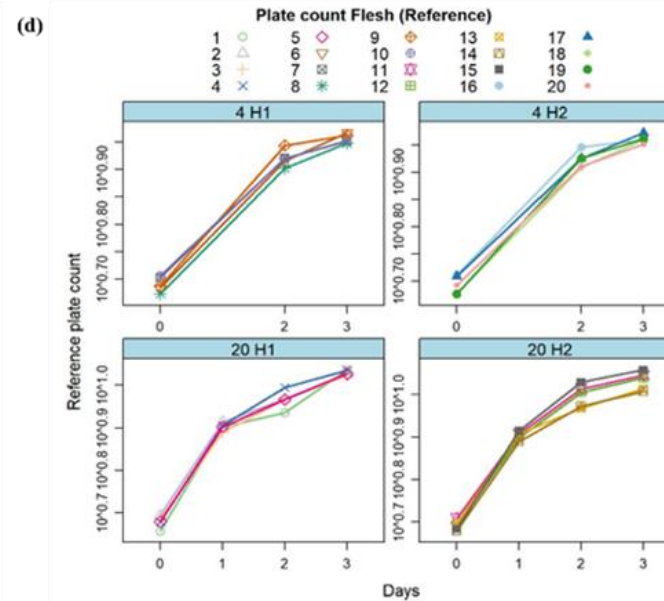 (d)
Plate count Flesh (Reference)
1 5 9 13 17
2 6 10 14 18
3 7 11 15 19
4 8 12 16 20
4 H1 4 H2
10^0.70 10^0.80 10^0.90
0 2 3
10^0.70 10^0.80 10^0.90
0 2 3
20 H1 20 H2
10^0.7 10^0.8 10^0.9 10^1.0
0 1 2 3
10^0.7 10^0.8 10^0.9 10^1.0
0 1 2 3
Reference plate count
Days